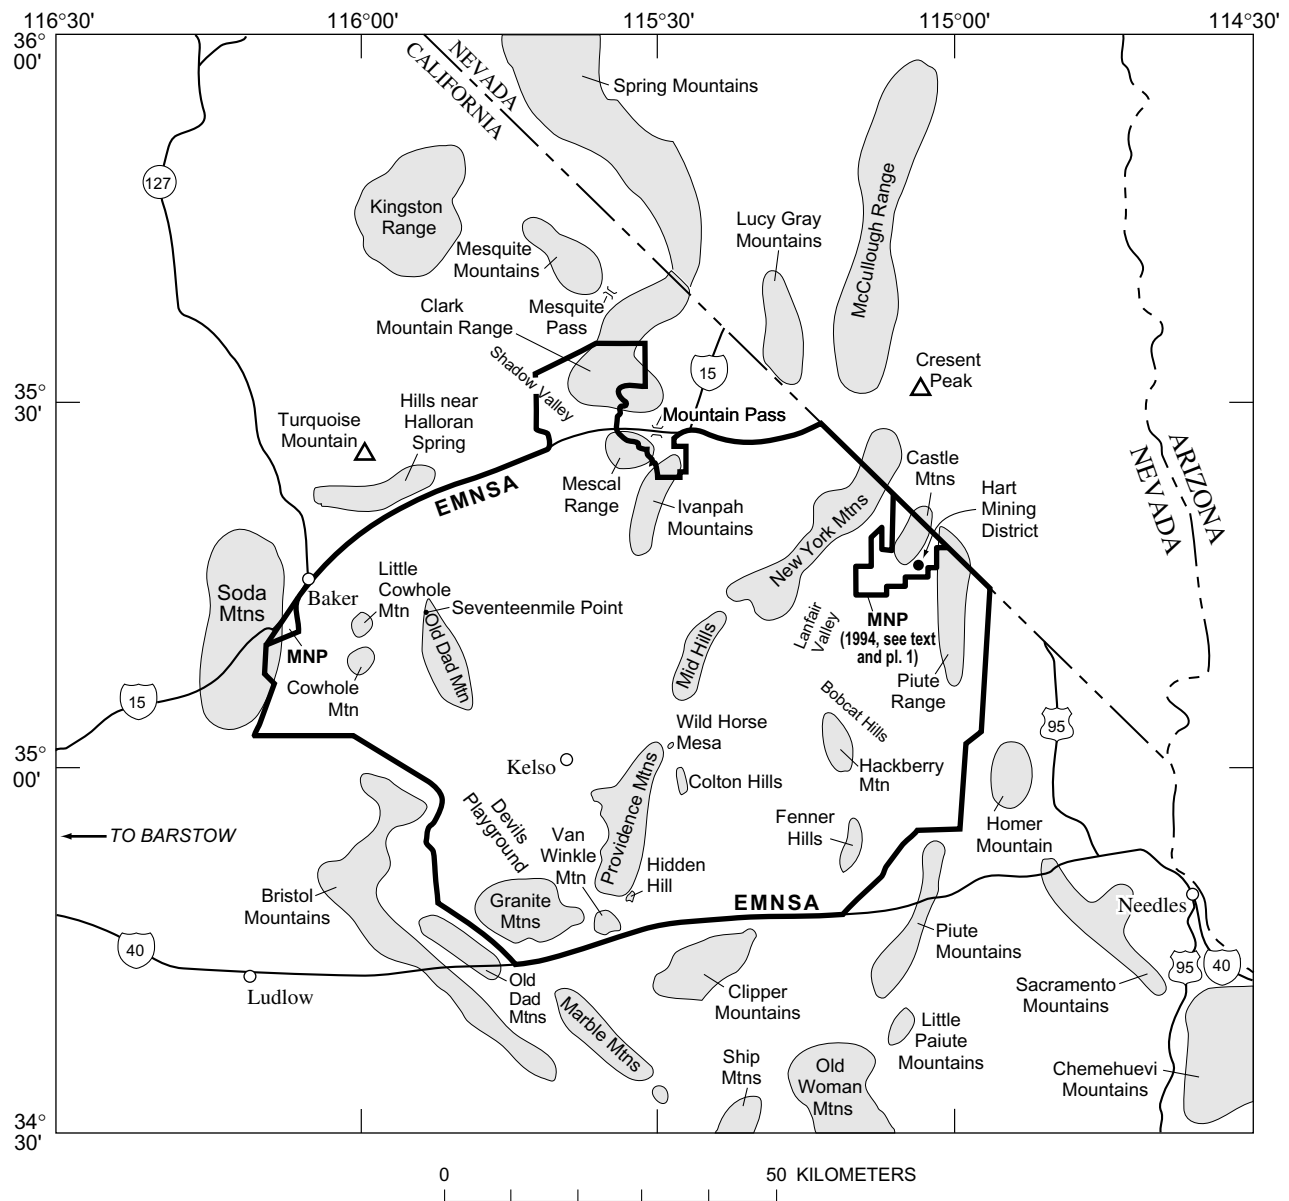 116°30'
116°00'
115°30'
115°00'
114°30'
36°
00'
NEVADA
CALIFORNIA
Spring Mountains
127
Kingston
Range
McCullough Range
Lucy Gray
Mountains
Mesquite
Mountains
Mesquite
Pass
Clark
Mountain Range
Shadow Valley
15
Cresent
Peak
35°
30'
Hills near
Halloran
Spring
Turquoise
Mountain
Mountain Pass
ARIZONA
NEVADA
Castle
Mtns
Hart
Mining
District
EMNSA
Mescal
Range
Ivanpah
Mountains
New York Mtns
Soda
Mtns
Baker
Little
Cowhole
Mtn
Seventeenmile Point
Old Dad Mtn
Lanfair
Valley
MNP
(1994, see text
and pl. 1)
MNP
Cowhole
Mtn
Mid Hills
Piute
Range
15
Bobcat Hills
95
Wild Horse
Mesa
35°
00'
Kelso
Colton Hills
Hackberry
Mtn
Providence Mtns
Devils
Playground
TO BARSTOW
Van
Winkle
Mtn
Fenner
Hills
Homer
Mountain
Hidden
Hill
Bristol
Mountains
Granite
Mtns
EMNSA
Needles
40
Piute
Mountains
95
40
Ludlow
Old
Dad
Mtns
Clipper
Mountains
Sacramento
Mountains
Marble Mtns
Little
Paiute
Mountains
Ship
Mtns
Old
Woman
Mtns
Chemehuevi
Mountains
34°
30'
0
50 KILOMETERS